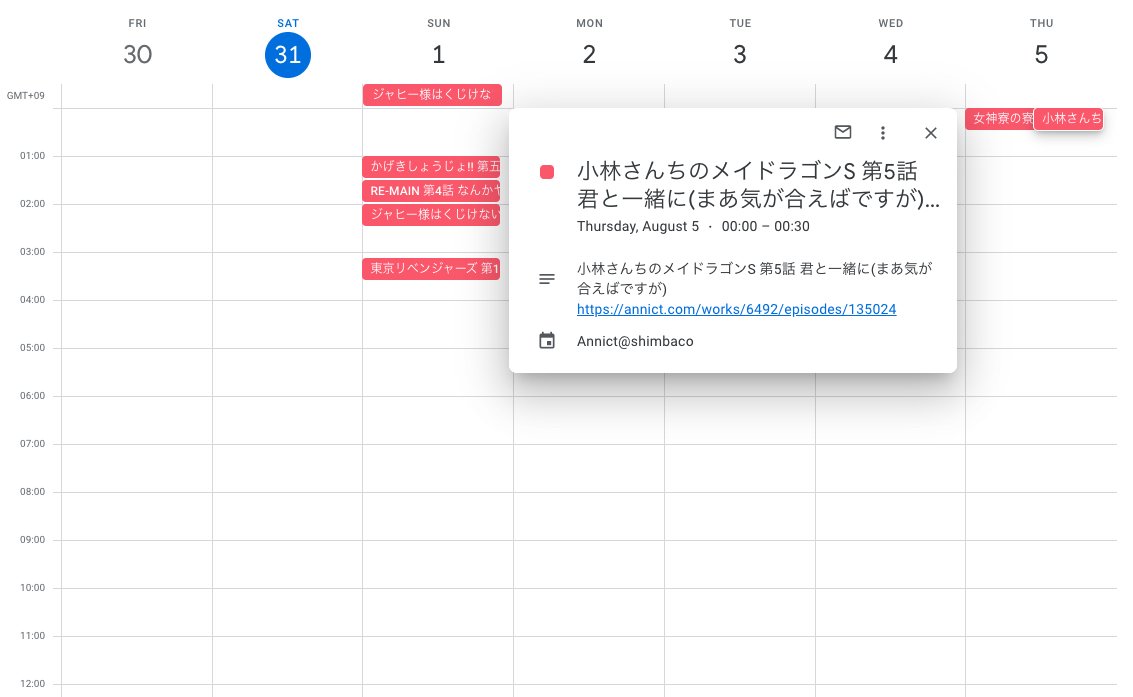 FRI SAT SUN MON TUE WED THU
30 31 1 2 3 4 5
GMT+09
ジャヒー様はくじけな
女神寮の寮
小林さんち
01:00
かげきしょうじょ!! 第五
RE-MAIN 第4話 なんか
02:00
ジャヒー様はくじけない
03:00
東京リベンジャーズ 第1
04:00
05:00
06:00
07:00
08:00
09:00
10:00
11:00
12:00
小林さんちのメイドラゴンS 第5話
君と一緒に(まあ気が合えばですが)...
Thursday, August 5 · 00:00 – 00:30
小林さんちのメイドラゴンS 第5話 君と一緒に(まあ気が
合えばですが)
https://annict.com/works/6492/episodes/135024
Annict@shimbaco